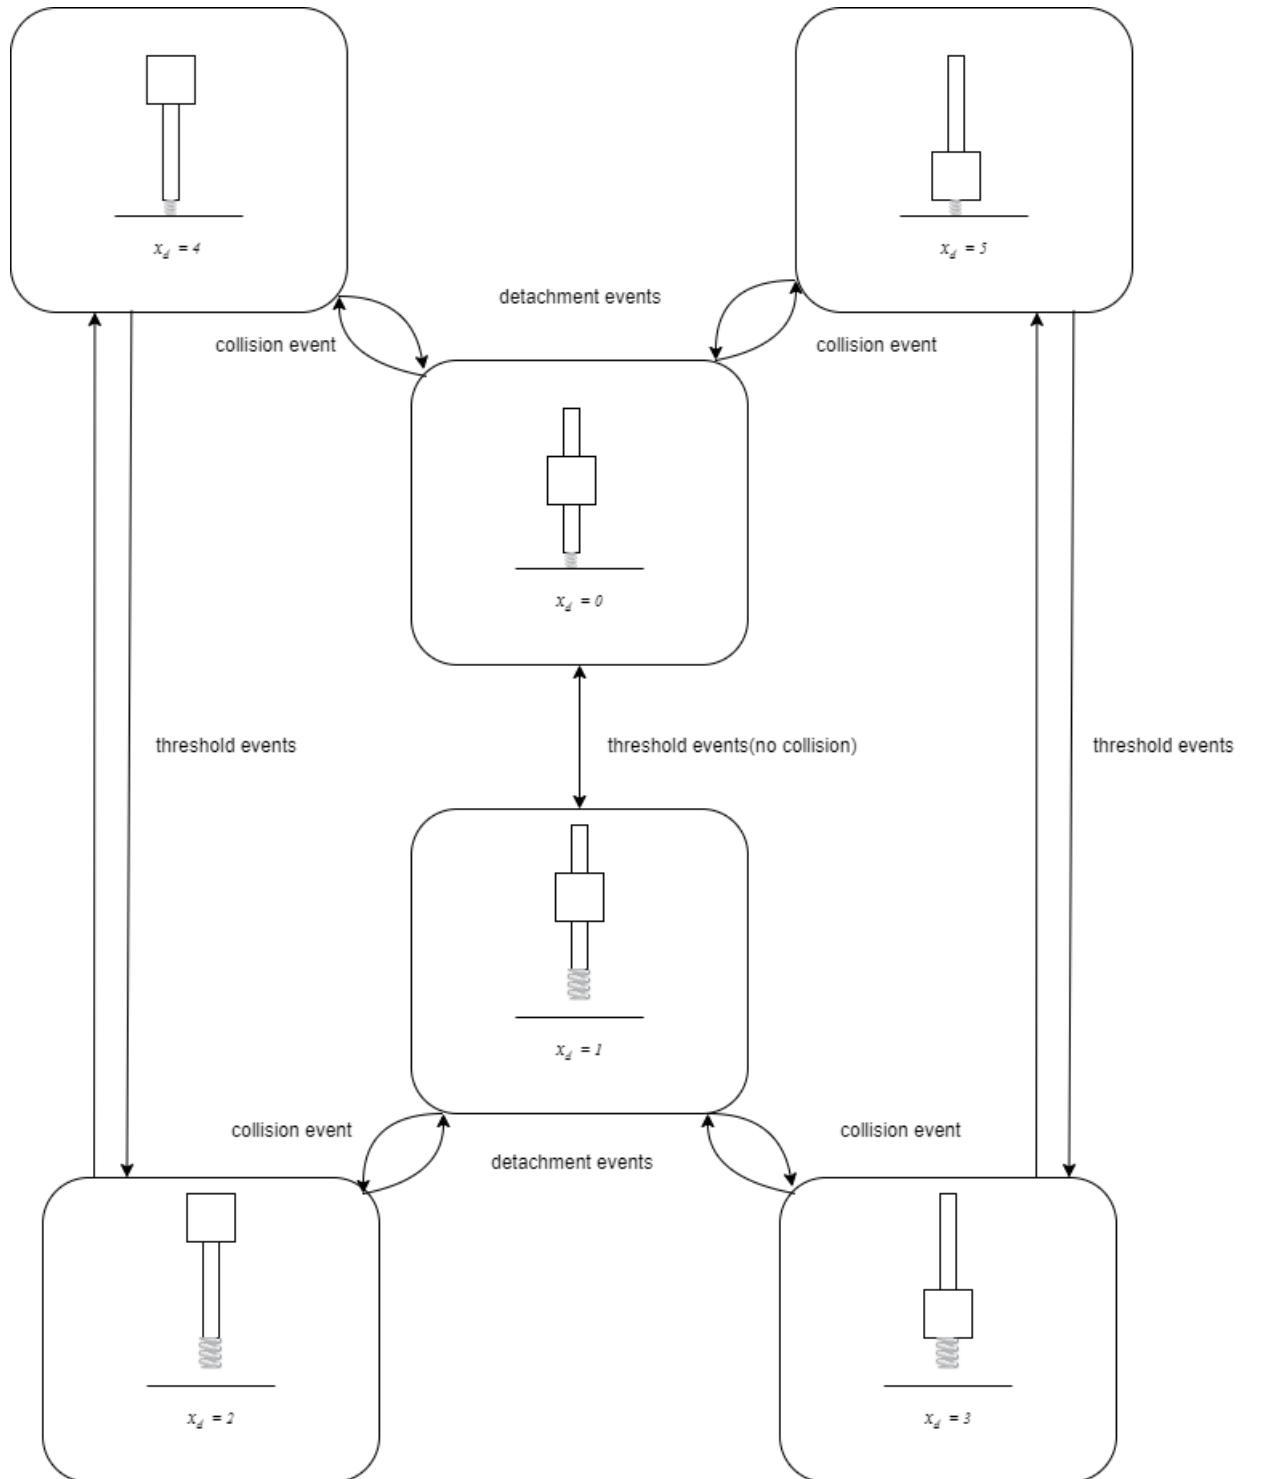 x_d = 4
x_d = 5
detachment events
collision event
collision event
x_d = 0
threshold events
threshold events(no collision)
threshold events
x_d = 1
collision event
collision event
detachment events
x_d = 2
x_d = 3